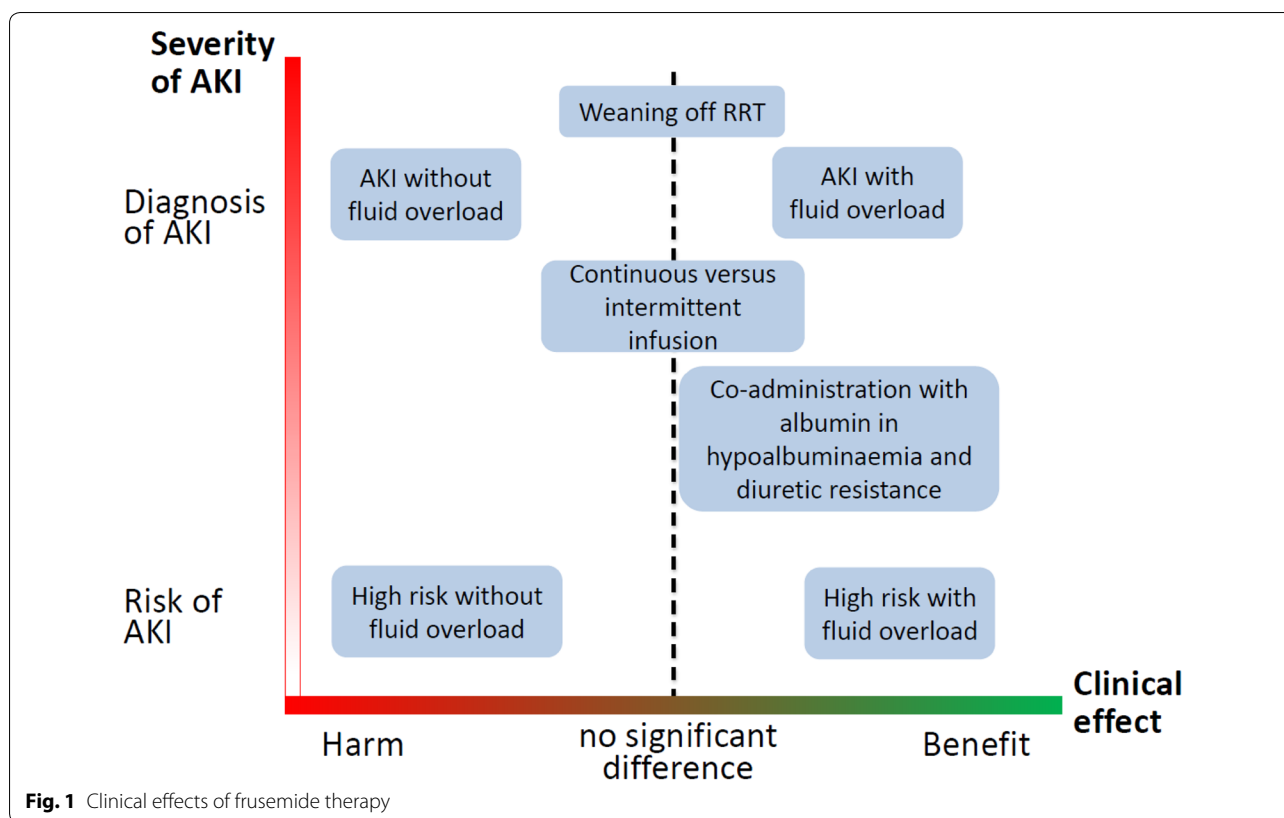 Severity
of AKI
Weaning off RRT
Diagnosis
of AKI
AKI without
fluid overload
AKI with
fluid overload
Continuous versus
intermittent
infusion
Co-administration with
albumin in
hypoalbuminaemia and
diuretic resistance
Risk of
AKI
High risk without
fluid overload
High risk with
fluid overload
Clinical
effect
Harm
no significant
difference
Benefit
Fig. 1 Clinical effects of frusemide therapy